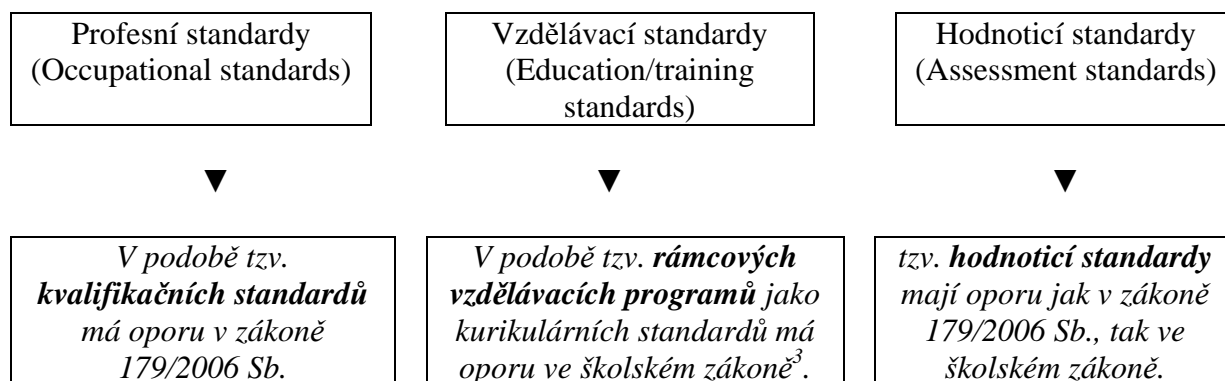 Profesní standardy
(Occupational standards)
Vzdělávací standardy
(Education/training
standards)
Hodnoticí standardy
(Assessment standards)
V podobě tzv.
kvalifikačních standardů
má oporu v zákoně
179/2006 Sb.
V podobě tzv. rámcových
vzdělávacích programů jako
kurikulárních standardů má
oporu ve školském zákoně³.
tzv. hodnoticí standardy
mají oporu jak v zákoně
179/2006 Sb., tak ve
školském zákoně.